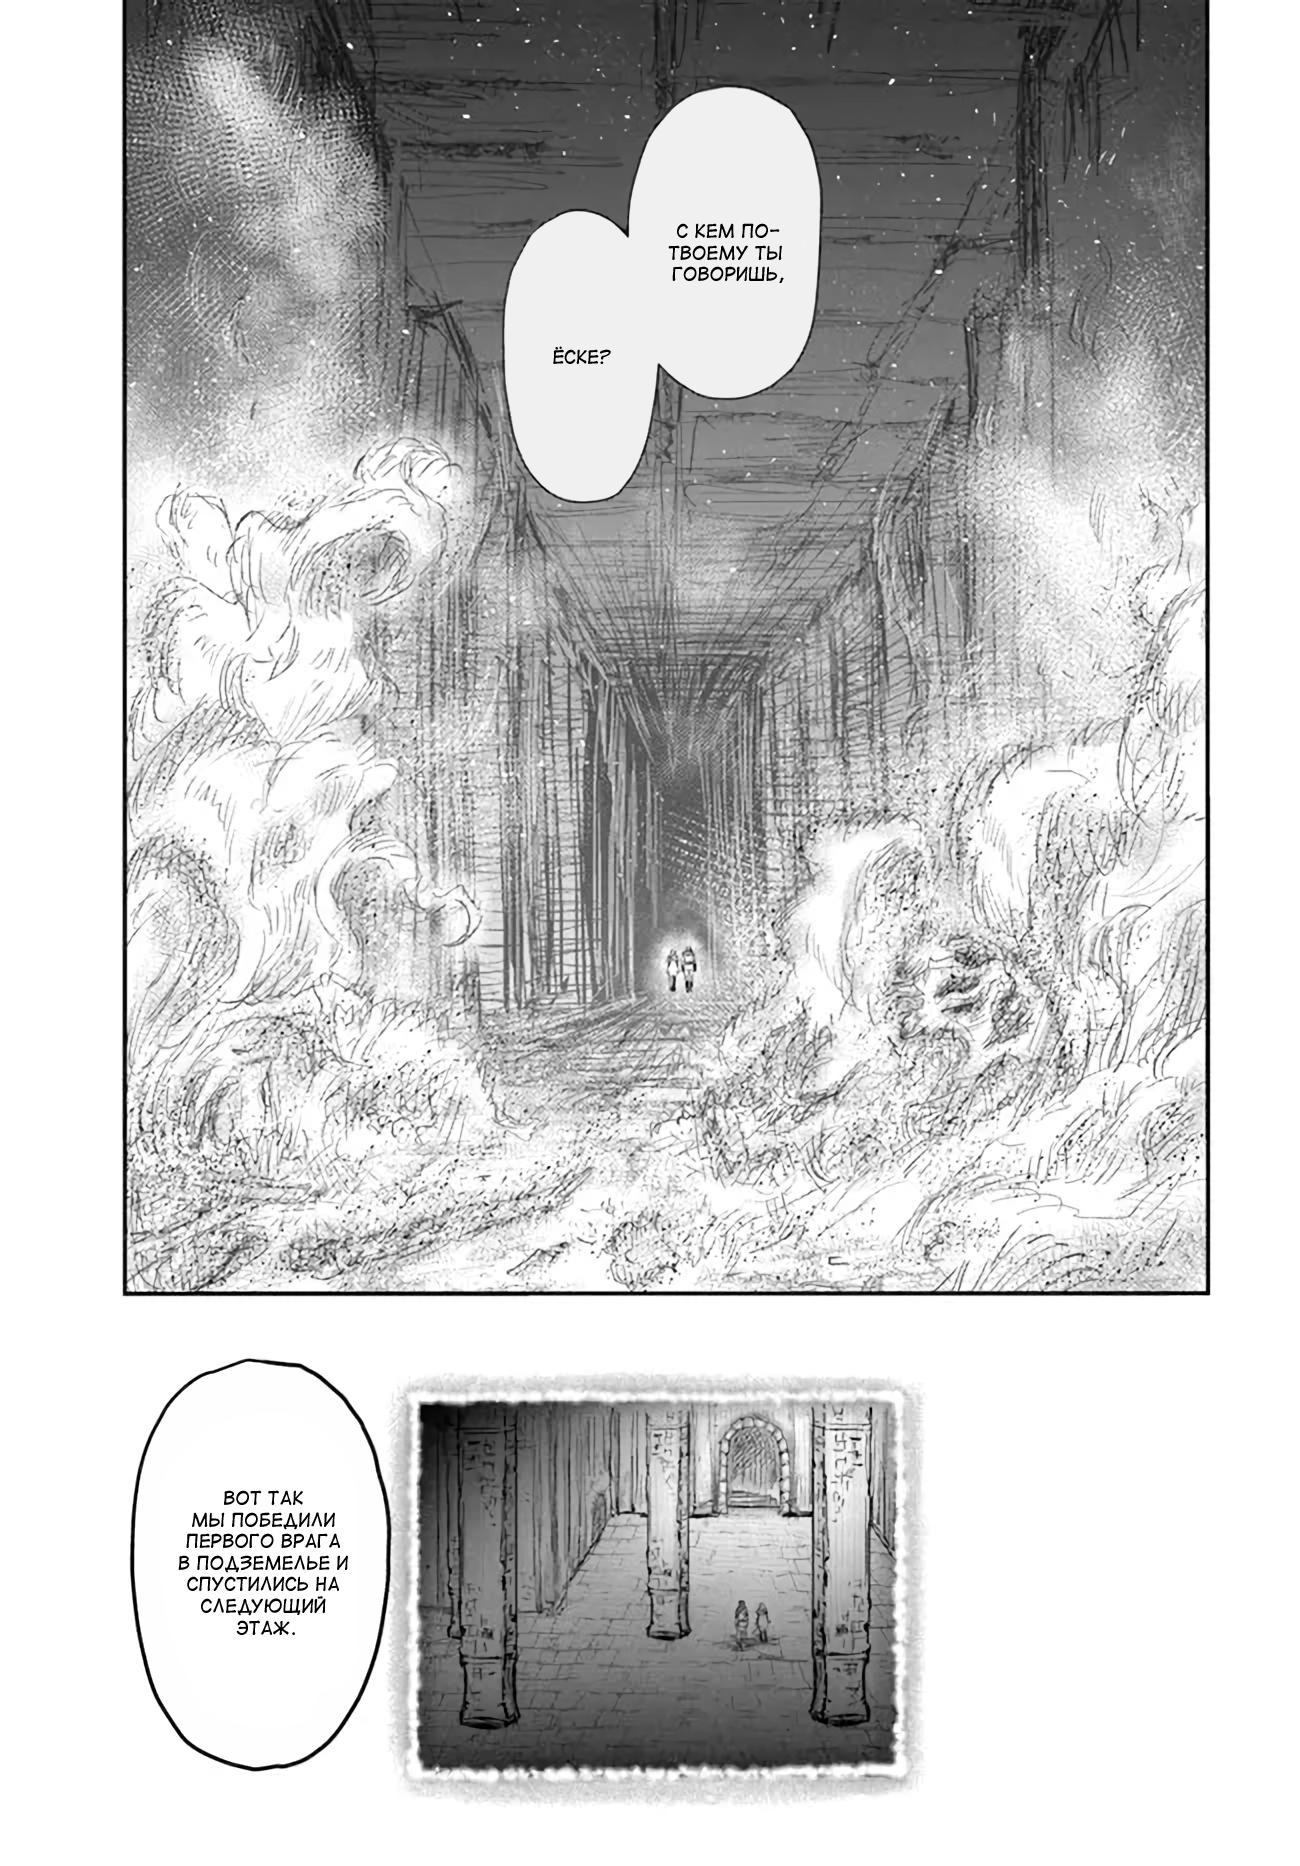 С КЕМ ПО-
ТВОЕМУ ТЫ
ГОВОРИШЬ,
ЁСКЕ?
ВОТ ТАК
МЫ ПОБЕДИЛИ
ПЕРВОГО ВРАГА
В ПОДЗЕМЕЛЬЕ И
СПУСТИЛИСЬ НА
СЛЕДУЮЩИЙ
ЭТАЖ.